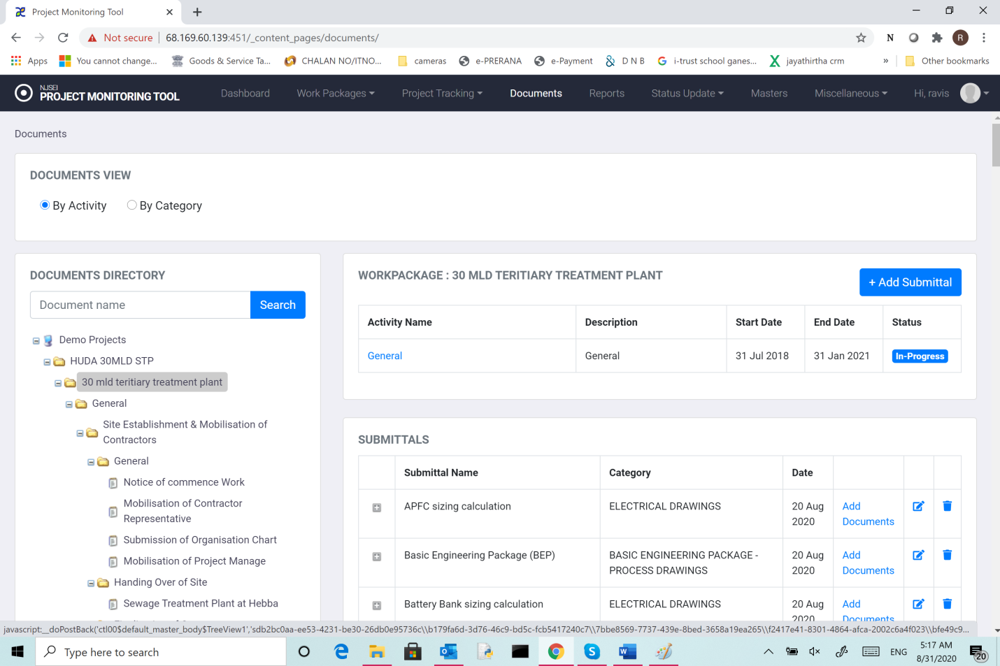 Project Monitoring Tool
Not secure | 68.169.60.139:451/_content_pages/documents/
N
R
Apps
You cannot change...
Goods & Service Ta...
CHALAN NO/ITNO...
cameras
e-PRERANA
e-Payment
D N B
i-trust school ganes...
jayathirtha crm
»
Other bookmarks
NJSEI
PROJECT MONITORING TOOL
Dashboard
Work Packages
Project Tracking
Documents
Reports
Status Update
Masters
Miscellaneous
Hi, ravis
Documents
DOCUMENTS VIEW
By Activity
By Category
DOCUMENTS DIRECTORY
Document name
Search
Demo Projects
HUDA 30MLD STP
30 mld teritiary treatment plant
General
Site Establishment & Mobilisation of
Contractors
General
Notice of commence Work
Mobilisation of Contractor
Representative
Submission of Organisation Chart
Mobilisation of Project Manage
Handing Over of Site
Sewage Treatment Plant at Hebba
WORKPACKAGE : 30 MLD TERITIARY TREATMENT PLANT
+ Add Submittal
Activity Name Description Start Date End Date Status
General General 31 Jul 2018 31 Jan 2021 In-Progress
SUBMITTALS
Submittal Name Category Date
APFC sizing calculation ELECTRICAL DRAWINGS 20 Aug Add
2020 Documents
Basic Engineering Package (BEP) BASIC ENGINEERING PACKAGE - 20 Aug Add
PROCESS DRAWINGS 2020 Documents
Battery Bank sizing calculation ELECTRICAL DRAWINGS 20 Aug Add
2020 Documents
javascript:__doPostBack('ctl00$default_master_body$TreeView1','sdb2bc0aa-ee53-4231-be30-26db0e95736c\\b179fa6d-3d76-46c9-bd5c-fcb5417240c7\\7bbe8569-7737-439e-8bed-3658a19ea265\\f2417e41-8301-4864-afca-2002c6a4f023\\bfe49c9...
Type here to search
ENG
5:17 AM
8/31/2020
20